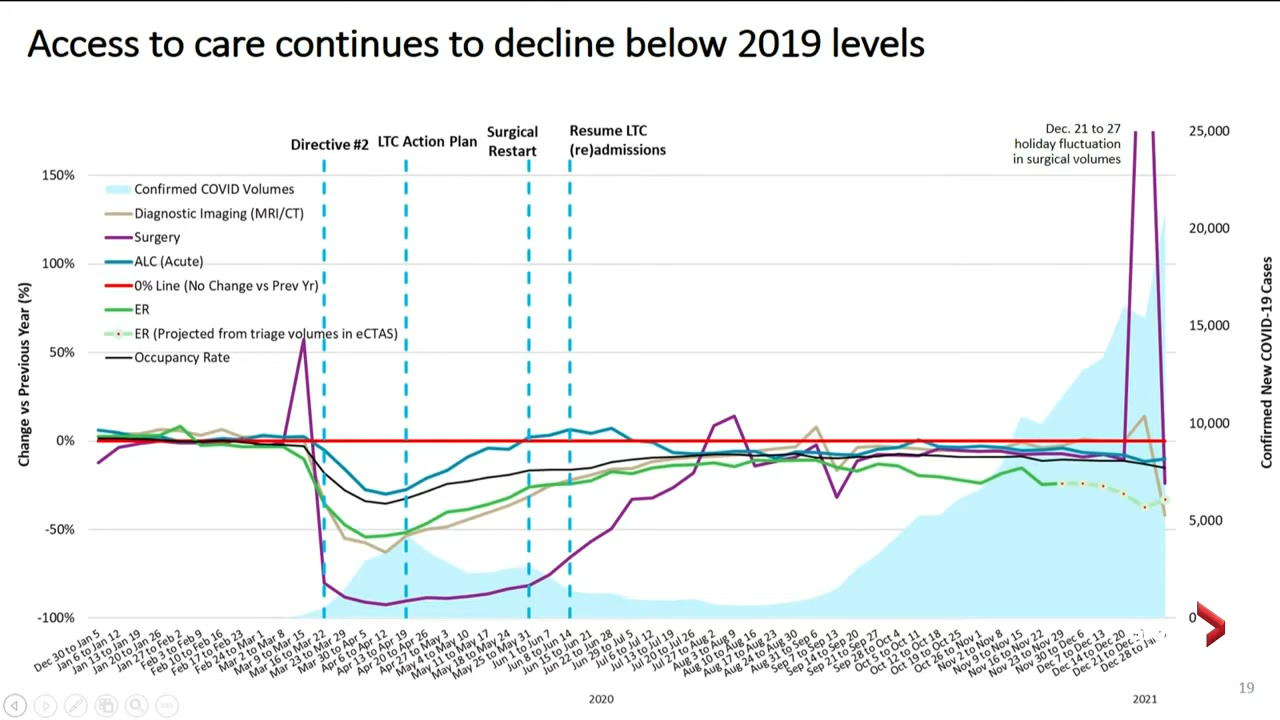 Access to care continues to decline below 2019 levels
Directive #2
LTC Action Plan
Surgical
Restart
Resume LTC
(re)admissions
Dec. 21 to 27
holiday fluctuation
in surgical volumes
Change vs Previous Year (%)
150%
100%
50%
0%
-50%
-100%
Confirmed COVID Volumes
Diagnostic Imaging (MRI/CT)
Surgery
ALC (Acute)
0% Line (No Change vs Prev Yr)
ER
ER (Projected from triage volumes in eCTAS)
Occupancy Rate
25,000
20,000
15,000
10,000
5,000
0
Confirmed New COVID-19 Cases
Dec 30 to Jan 5
Jan 6 to Jan 12
Jan 13 to Jan 19
Jan 20 to Jan 26
Jan 27 to Feb 2
Feb 3 to Feb 9
Feb 10 to Feb 16
Feb 17 to Feb 23
Feb 24 to Mar 1
Mar 2 to Mar 8
Mar 9 to Mar 15
Mar 16 to Mar 22
Mar 23 to Mar 29
Mar 30 to Apr 5
Apr 6 to Apr 12
Apr 13 to Apr 19
Apr 20 to Apr 26
Apr 27 to May 3
May 4 to May 10
May 11 to May 17
May 18 to May 24
May 25 to May 31
Jun 1 to Jun 7
Jun 8 to Jun 14
Jun 15 to Jun 21
Jun 22 to Jun 28
Jun 29 to Jul 5
Jul 6 to Jul 12
Jul 13 to Jul 19
Jul 20 to Jul 26
Jul 27 to Aug 2
Aug 3 to Aug 9
Aug 10 to Aug 16
Aug 17 to Aug 23
Aug 24 to Aug 30
Aug 31 to Sep 6
Sep 7 to Sep 13
Sep 14 to Sep 20
Sep 21 to Sep 27
Sep 28 to Oct 4
Oct 5 to Oct 11
Oct 12 to Oct 18
Oct 19 to Oct 25
Oct 26 to Nov 1
Nov 2 to Nov 8
Nov 9 to Nov 15
Nov 16 to Nov 22
Nov 23 to Nov 29
Nov 30 to Dec 6
Dec 7 to Dec 13
Dec 14 to Dec 20
Dec 21 to Dec
Dec 28 to Jan
2020
2021
19